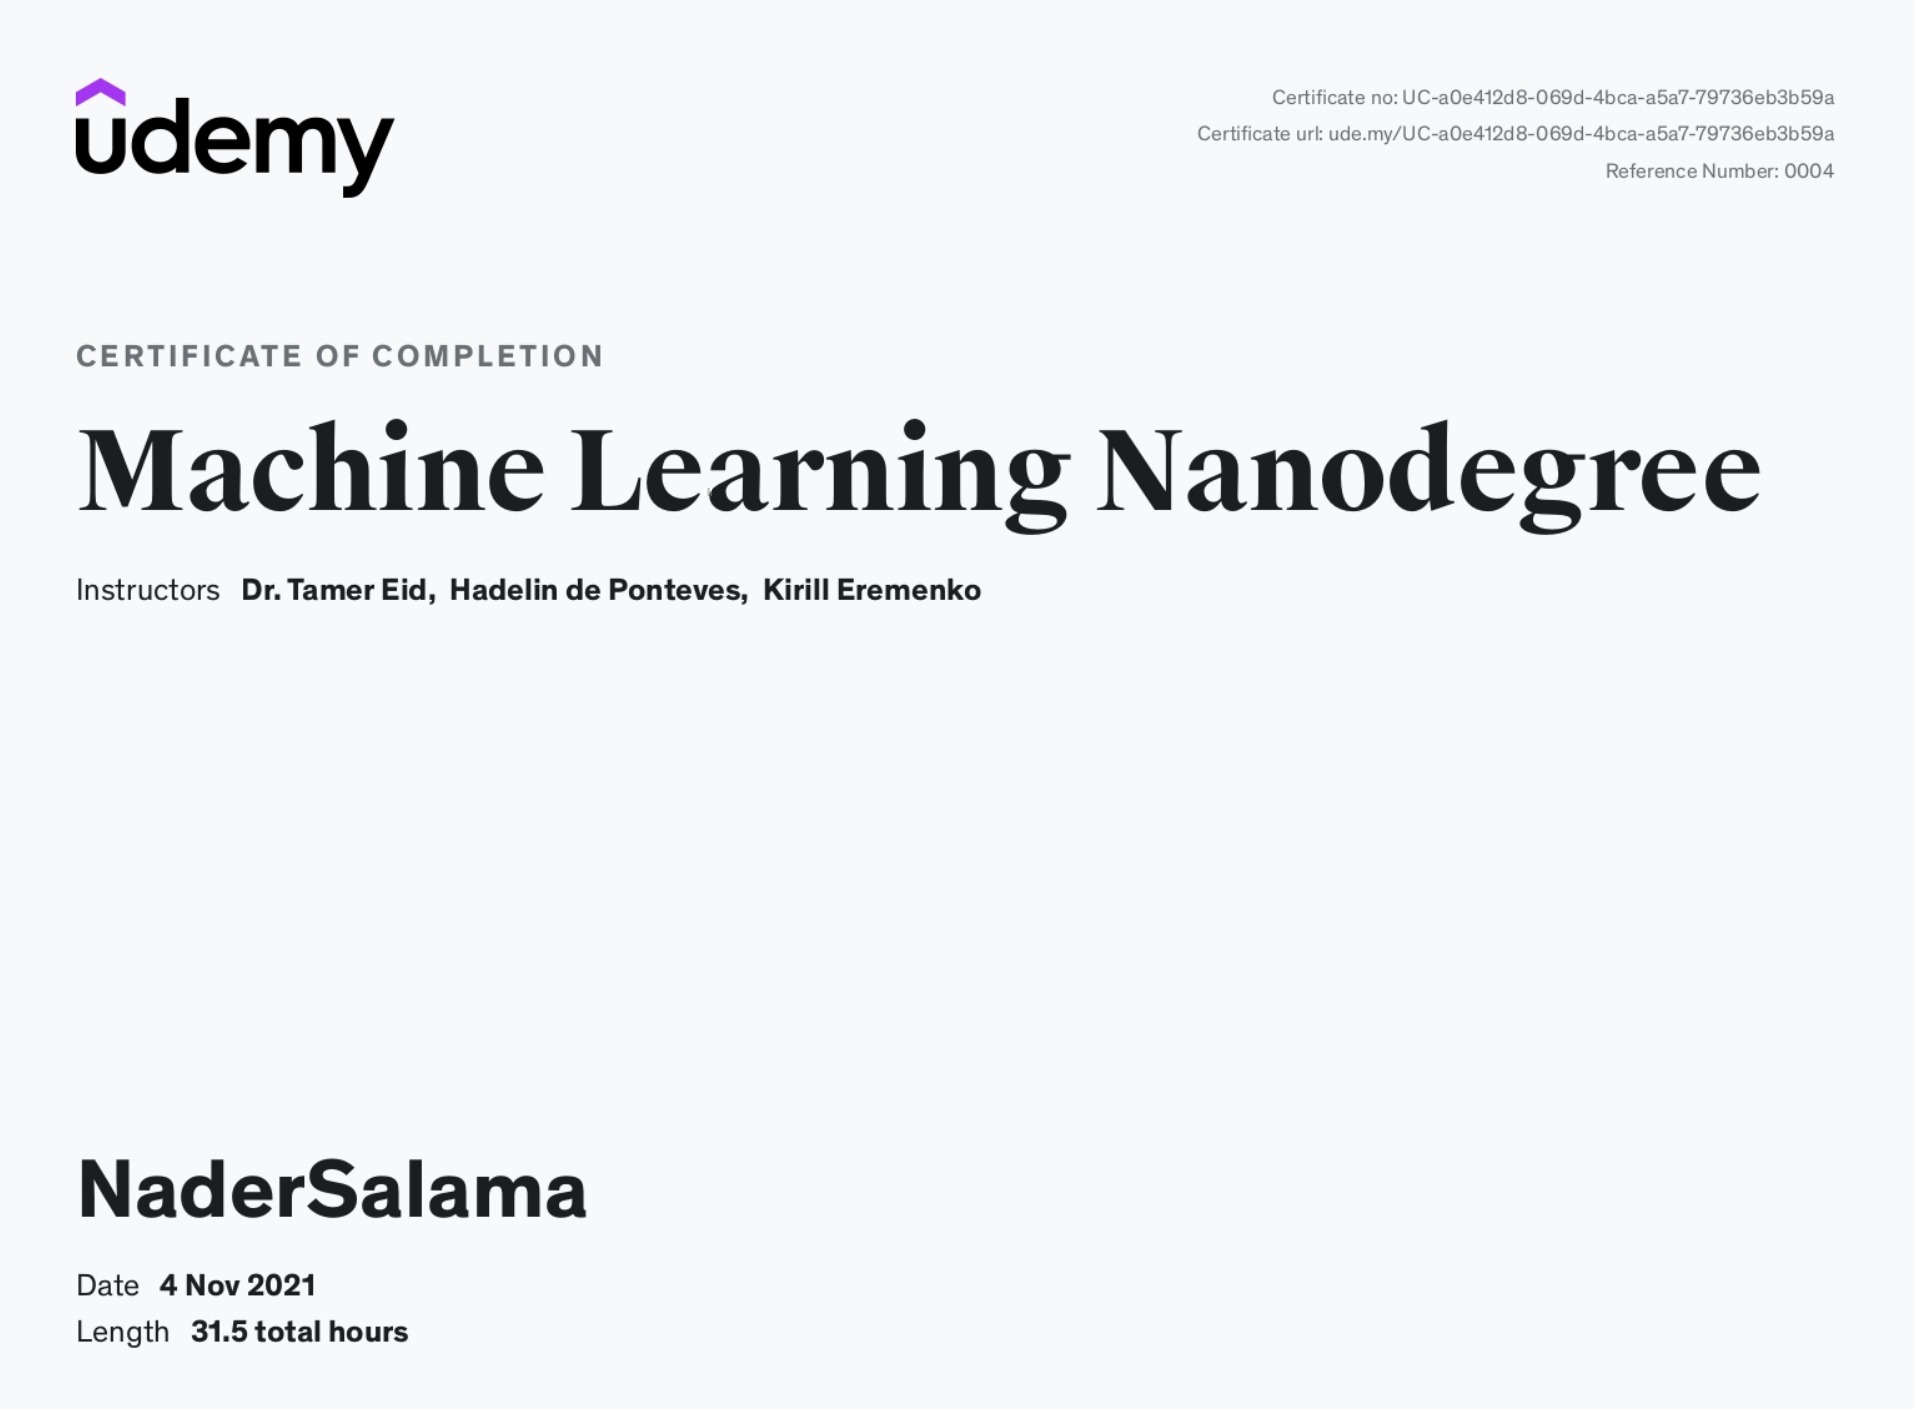 udemy
Certificate no: UC-a0e412d8-069d-4bca-a5a7-79736eb3b59a
Certificate url: ude.my/UC-a0e412d8-069d-4bca-a5a7-79736eb3b59a
Reference Number: 0004
CERTIFICATE OF COMPLETION
Machine Learning Nanodegree
Instructors Dr. Tamer Eid, Hadelin de Ponteves, Kirill Eremenko
NaderSalama
Date 4 Nov 2021
Length 31.5 total hours